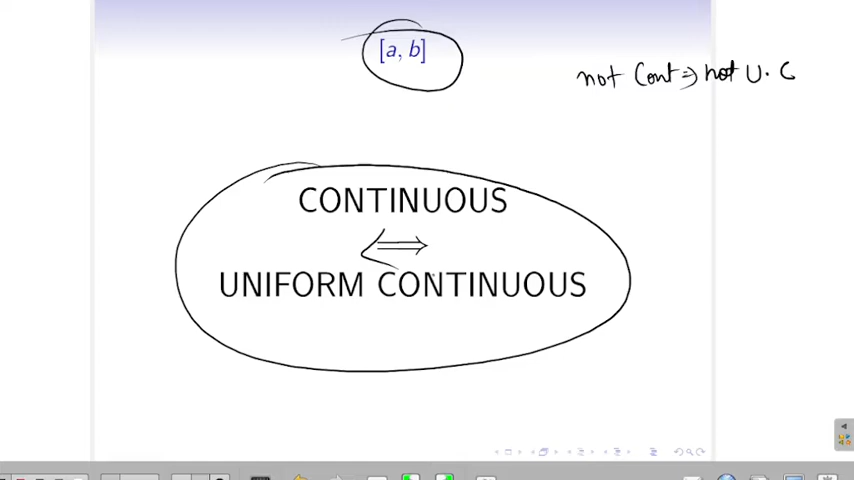 [a, b]
not Cont ⇒ not U. C
CONTINUOUS
⟺
UNIFORM CONTINUOUS